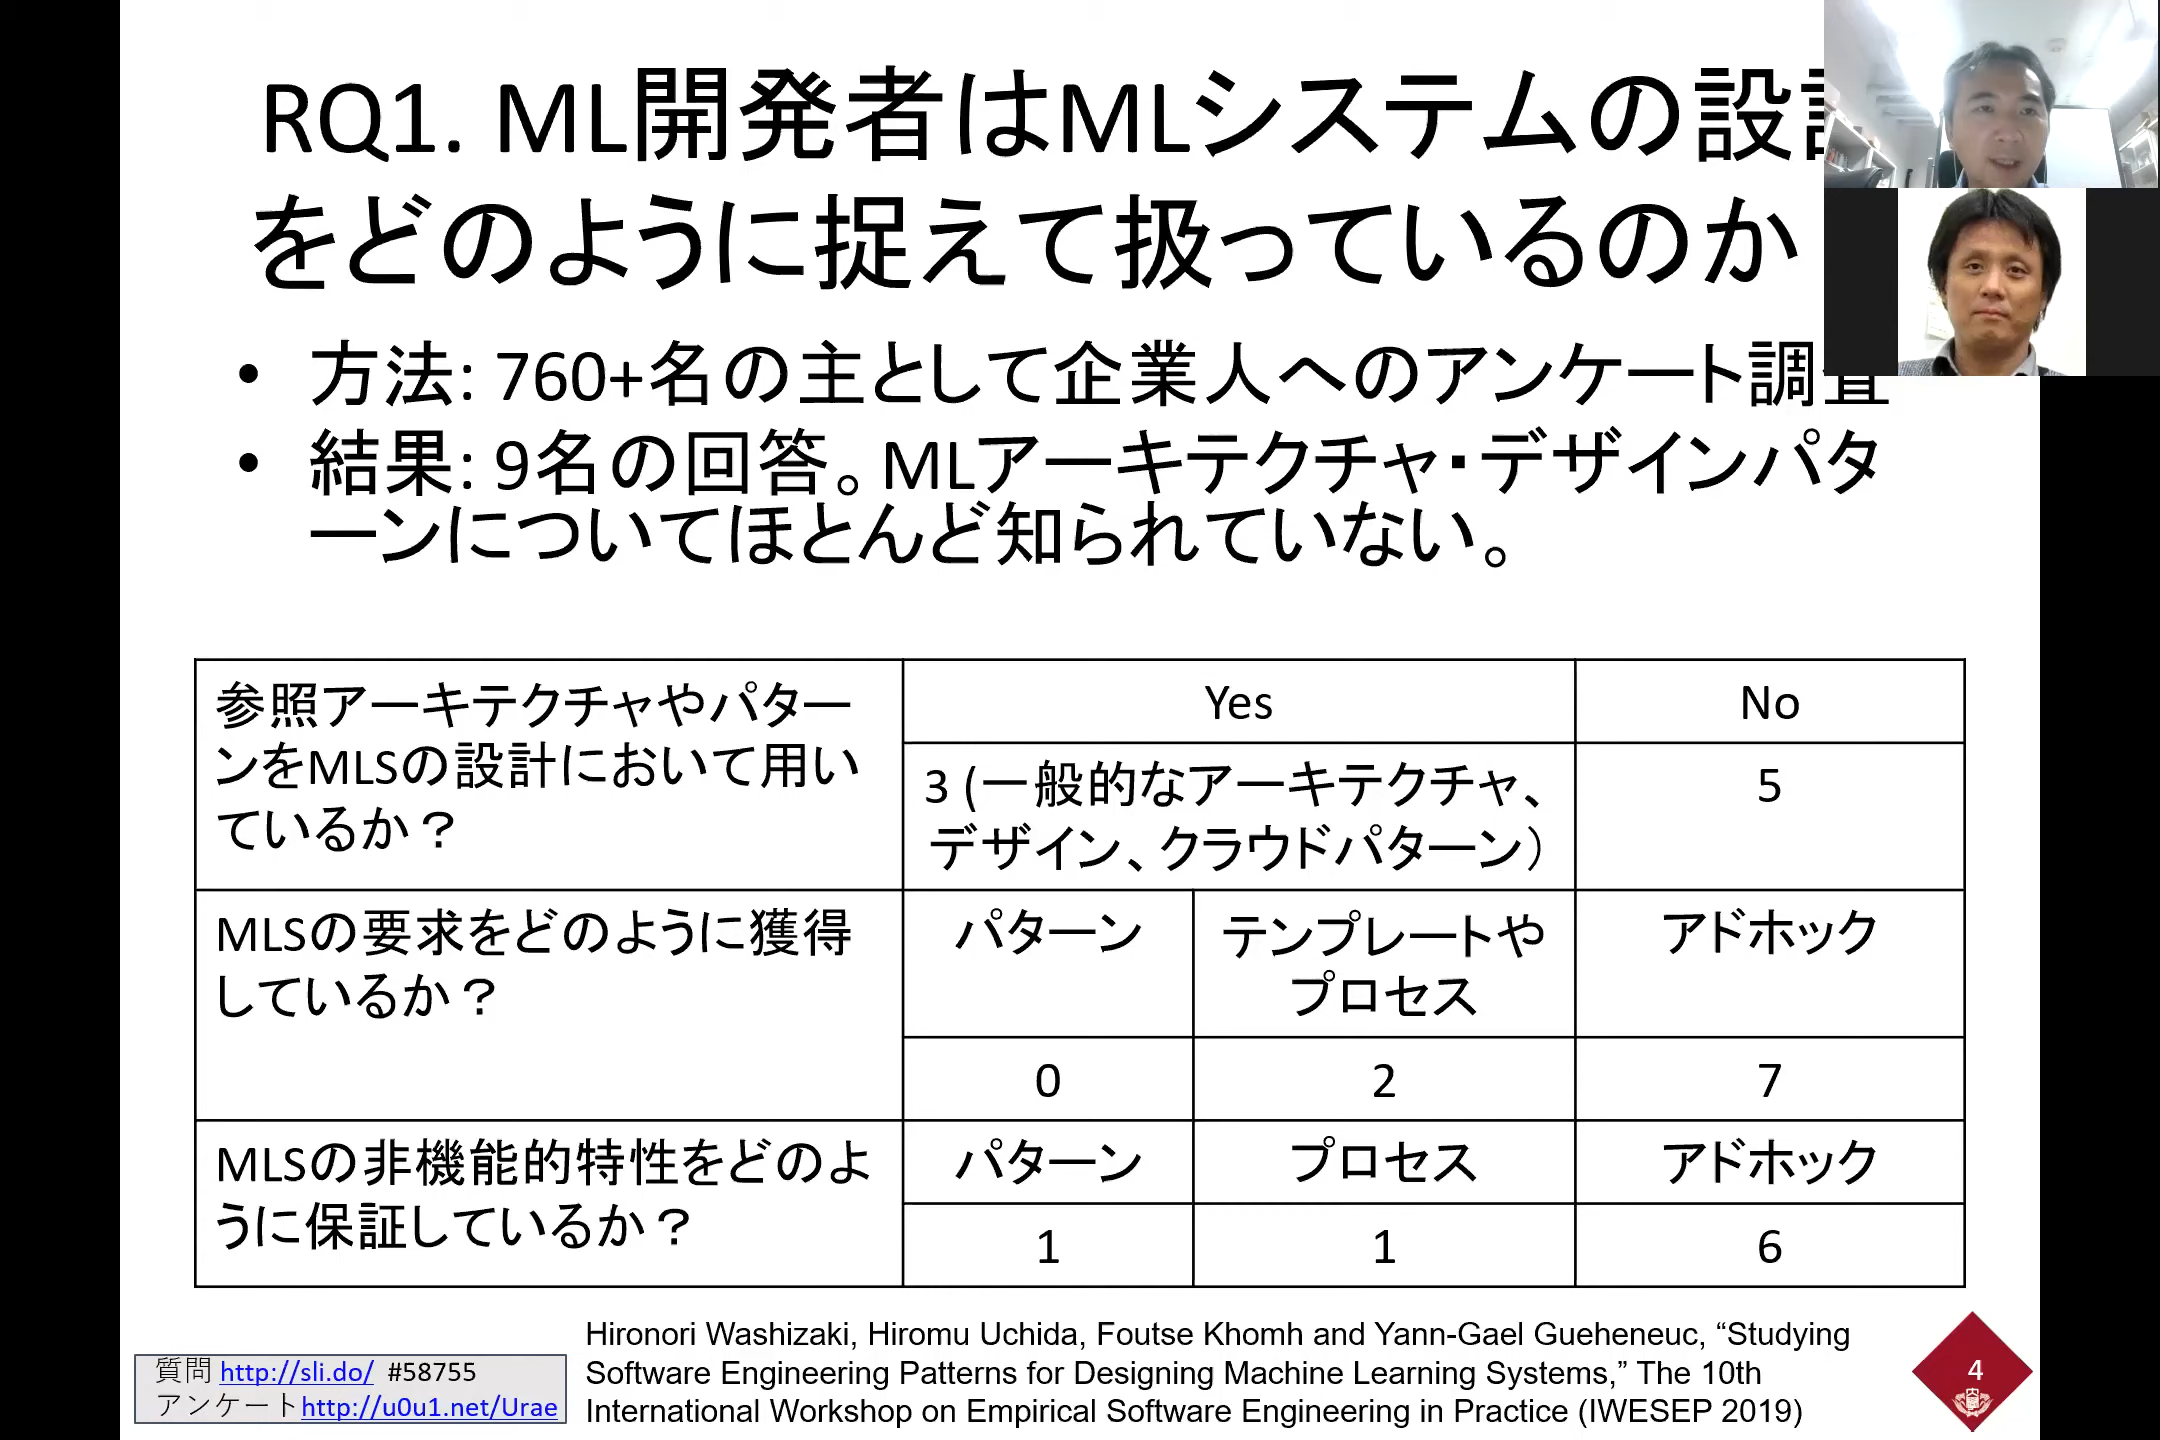 RQ1. ML開発者はMLシステムの設
をどのように捉えて扱っているのか
• 方法: 760+名の主として企業人へのアンケート調査
• 結果: 9名の回答。MLアーキテクチャ・デザインパタ
ーンについてほとんど知られていない。
参照アーキテクチャやパター
ンをMLSの設計において用い
ているか？
Yes
No
3 (一般的なアーキテクチャ、
デザイン、クラウドパターン）
5
MLSの要求をどのように獲得
しているか？
パターン
テンプレートや
プロセス
アドホック
0
2
7
MLSの非機能的特性をどのよ
うに保証しているか？
パターン
プロセス
アドホック
1
1
6
質問 http://sli.do/ #58755
アンケートhttp://u0u1.net/Urae
Hironori Washizaki, Hiromu Uchida, Foutse Khomh and Yann-Gael Gueheneuc, “Studying
Software Engineering Patterns for Designing Machine Learning Systems,” The 10th
International Workshop on Empirical Software Engineering in Practice (IWESEP 2019)
4